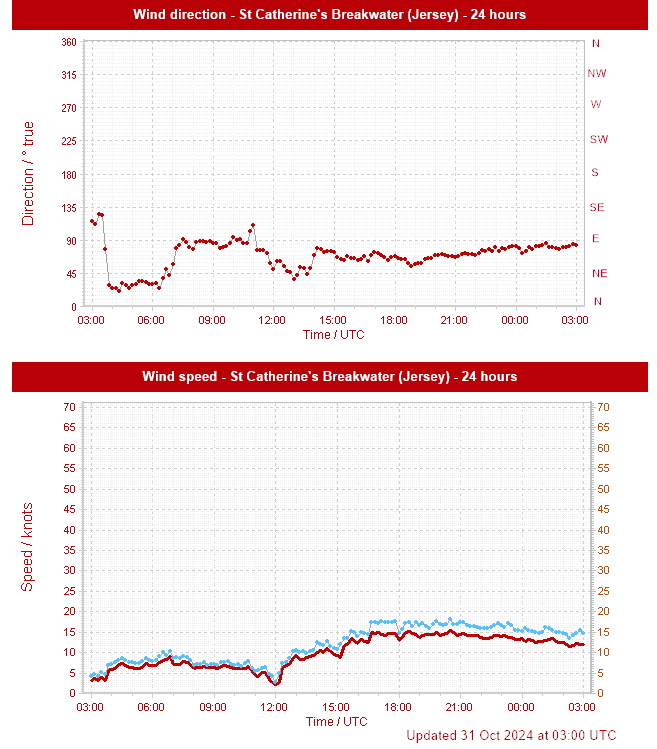 Wind direction - St Catherine's Breakwater (Jersey) - 24 hours
Direction / ° true
360 N
315 NW
270 W
225 SW
180 S
135 SE
90 E
45 NE
0 N
03:00 06:00 09:00 12:00 15:00 18:00 21:00 00:00 03:00
Time / UTC
Wind speed - St Catherine's Breakwater (Jersey) - 24 hours
Speed / knots
70 70
65 65
60 60
55 55
50 50
45 45
40 40
35 35
30 30
25 25
20 20
15 15
10 10
5 5
0 0
03:00 06:00 09:00 12:00 15:00 18:00 21:00 00:00 03:00
Time / UTC
Updated 31 Oct 2024 at 03:00 UTC